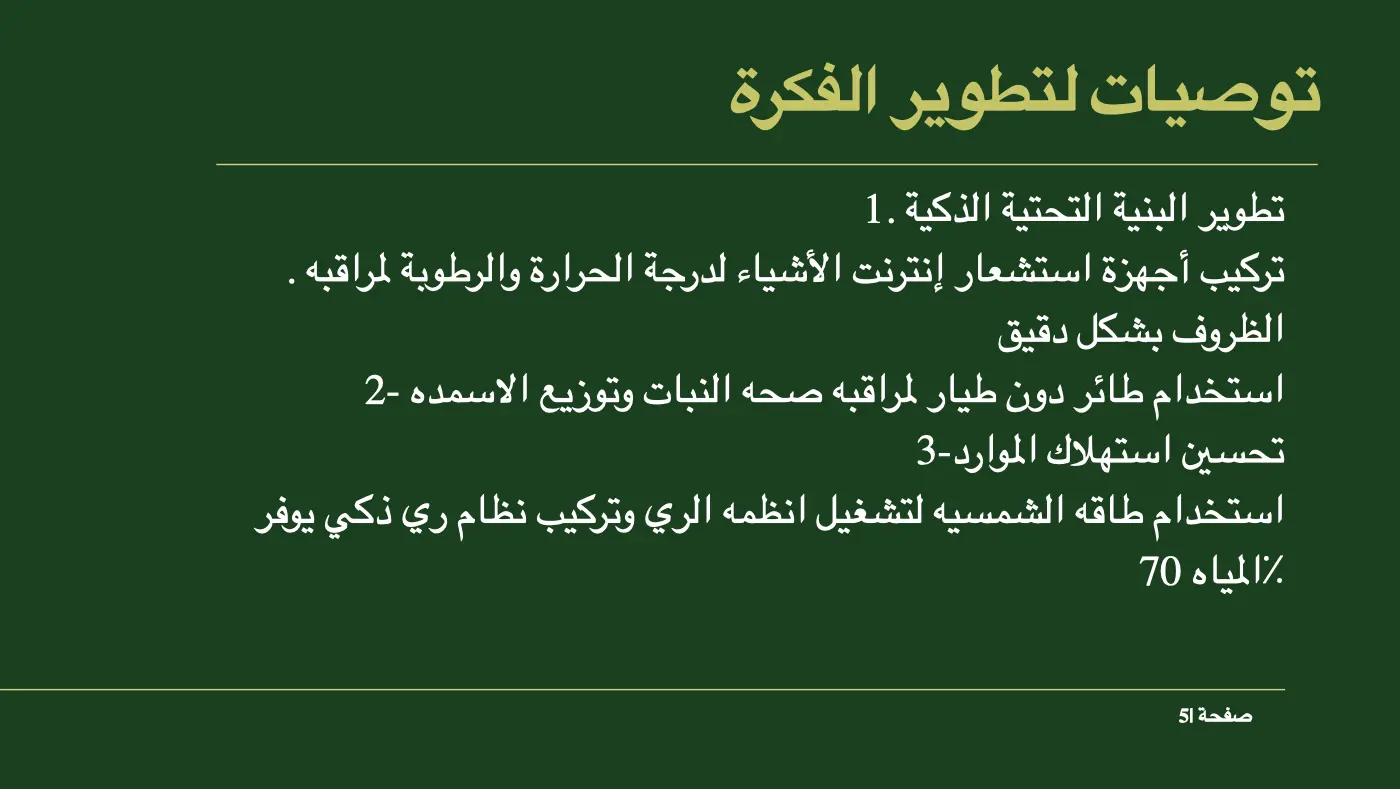 توصيات لتطوير الفكرة
تطوير البنية التحتية الذكية .1
تركيب أجهزة استشعار إنترنت الأشياء لدرجة الحرارة والرطوبة لمراقبه .
الظروف بشكل دقيق
استخدام طائر دون طيار لمراقبه صحه النبات وتوزيع الاسمده -2
تحسين استهلاك الموارد-3
استخدام طاقه الشمسيه لتشغيل انظمه الري وتركيب نظام ري ذكي يوفر
٪المياه 70
صفحة |5